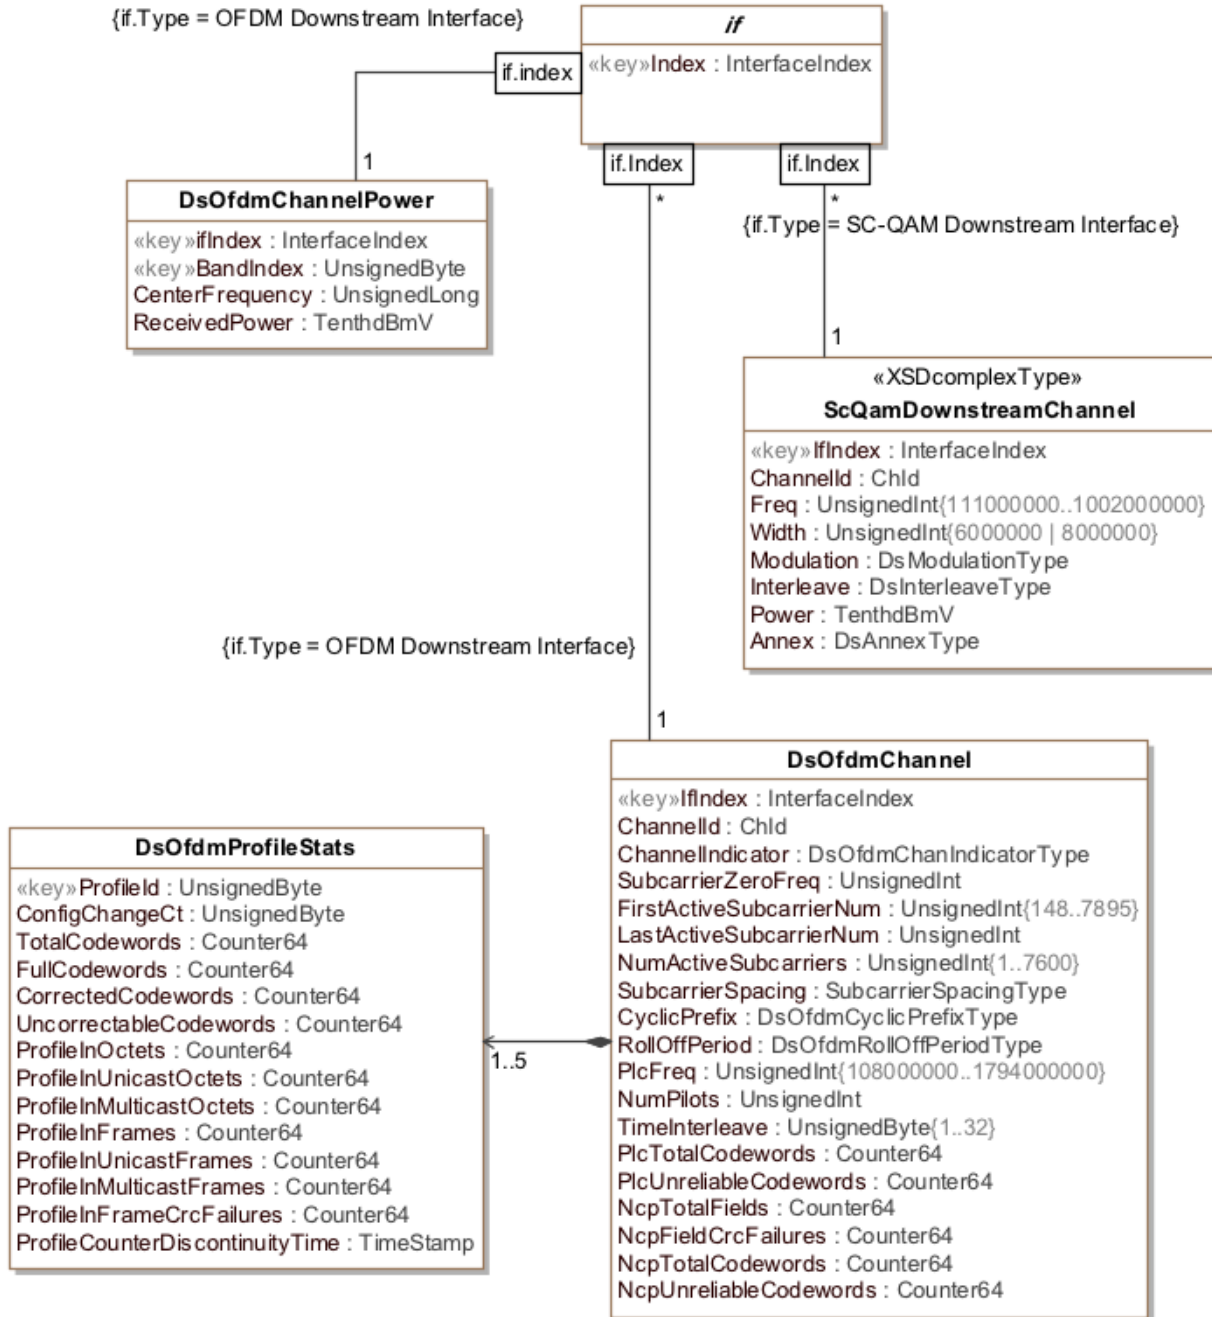 {if.Type = OFDM Downstream Interface}
if
«key»Index : InterfaceIndex
if.index
if.Index
if.Index
1
*
*
{if.Type = SC-QAM Downstream Interface}
DsOfdmChannelPower
«key»ifIndex : InterfaceIndex
«key»BandIndex : UnsignedByte
CenterFrequency : UnsignedLong
ReceivedPower : TenthdBmV
1
«XSDcomplexType»
ScQamDownstreamChannel
«key»IfIndex : InterfaceIndex
ChannelId : ChId
Freq : UnsignedInt{111000000..1002000000}
Width : UnsignedInt{6000000 | 8000000}
Modulation : DsModulationType
Interleave : DsInterleaveType
Power : TenthdBmV
Annex : DsAnnexType
{if.Type = OFDM Downstream Interface}
1
DsOfdmChannel
«key»IfIndex : InterfaceIndex
ChannelId : ChId
ChannelIndicator : DsOfdmChanIndicatorType
SubcarrierZeroFreq : UnsignedInt
FirstActiveSubcarrierNum : UnsignedInt{148..7895}
LastActiveSubcarrierNum : UnsignedInt
NumActiveSubcarriers : UnsignedInt{1..7600}
SubcarrierSpacing : SubcarrierSpacingType
CyclicPrefix : DsOfdmCyclicPrefixType
RollOffPeriod : DsOfdmRollOffPeriodType
PlcFreq : UnsignedInt{108000000..1794000000}
NumPilots : UnsignedInt
TimeInterleave : UnsignedByte{1..32}
PlcTotalCodewords : Counter64
PlcUnreliableCodewords : Counter64
NcpTotalFields : Counter64
NcpFieldCrcFailures : Counter64
NcpTotalCodewords : Counter64
NcpUnreliableCodewords : Counter64
DsOfdmProfileStats
«key»ProfileId : UnsignedByte
ConfigChangeCt : UnsignedByte
TotalCodewords : Counter64
FullCodewords : Counter64
CorrectedCodewords : Counter64
UncorrectableCodewords : Counter64
ProfileInOctets : Counter64
ProfileInUnicastOctets : Counter64
ProfileInMulticastOctets : Counter64
ProfileInFrames : Counter64
ProfileInUnicastFrames : Counter64
ProfileInMulticastFrames : Counter64
ProfileInFrameCrcFailures : Counter64
ProfileCounterDiscontinuityTime : TimeStamp
1..5